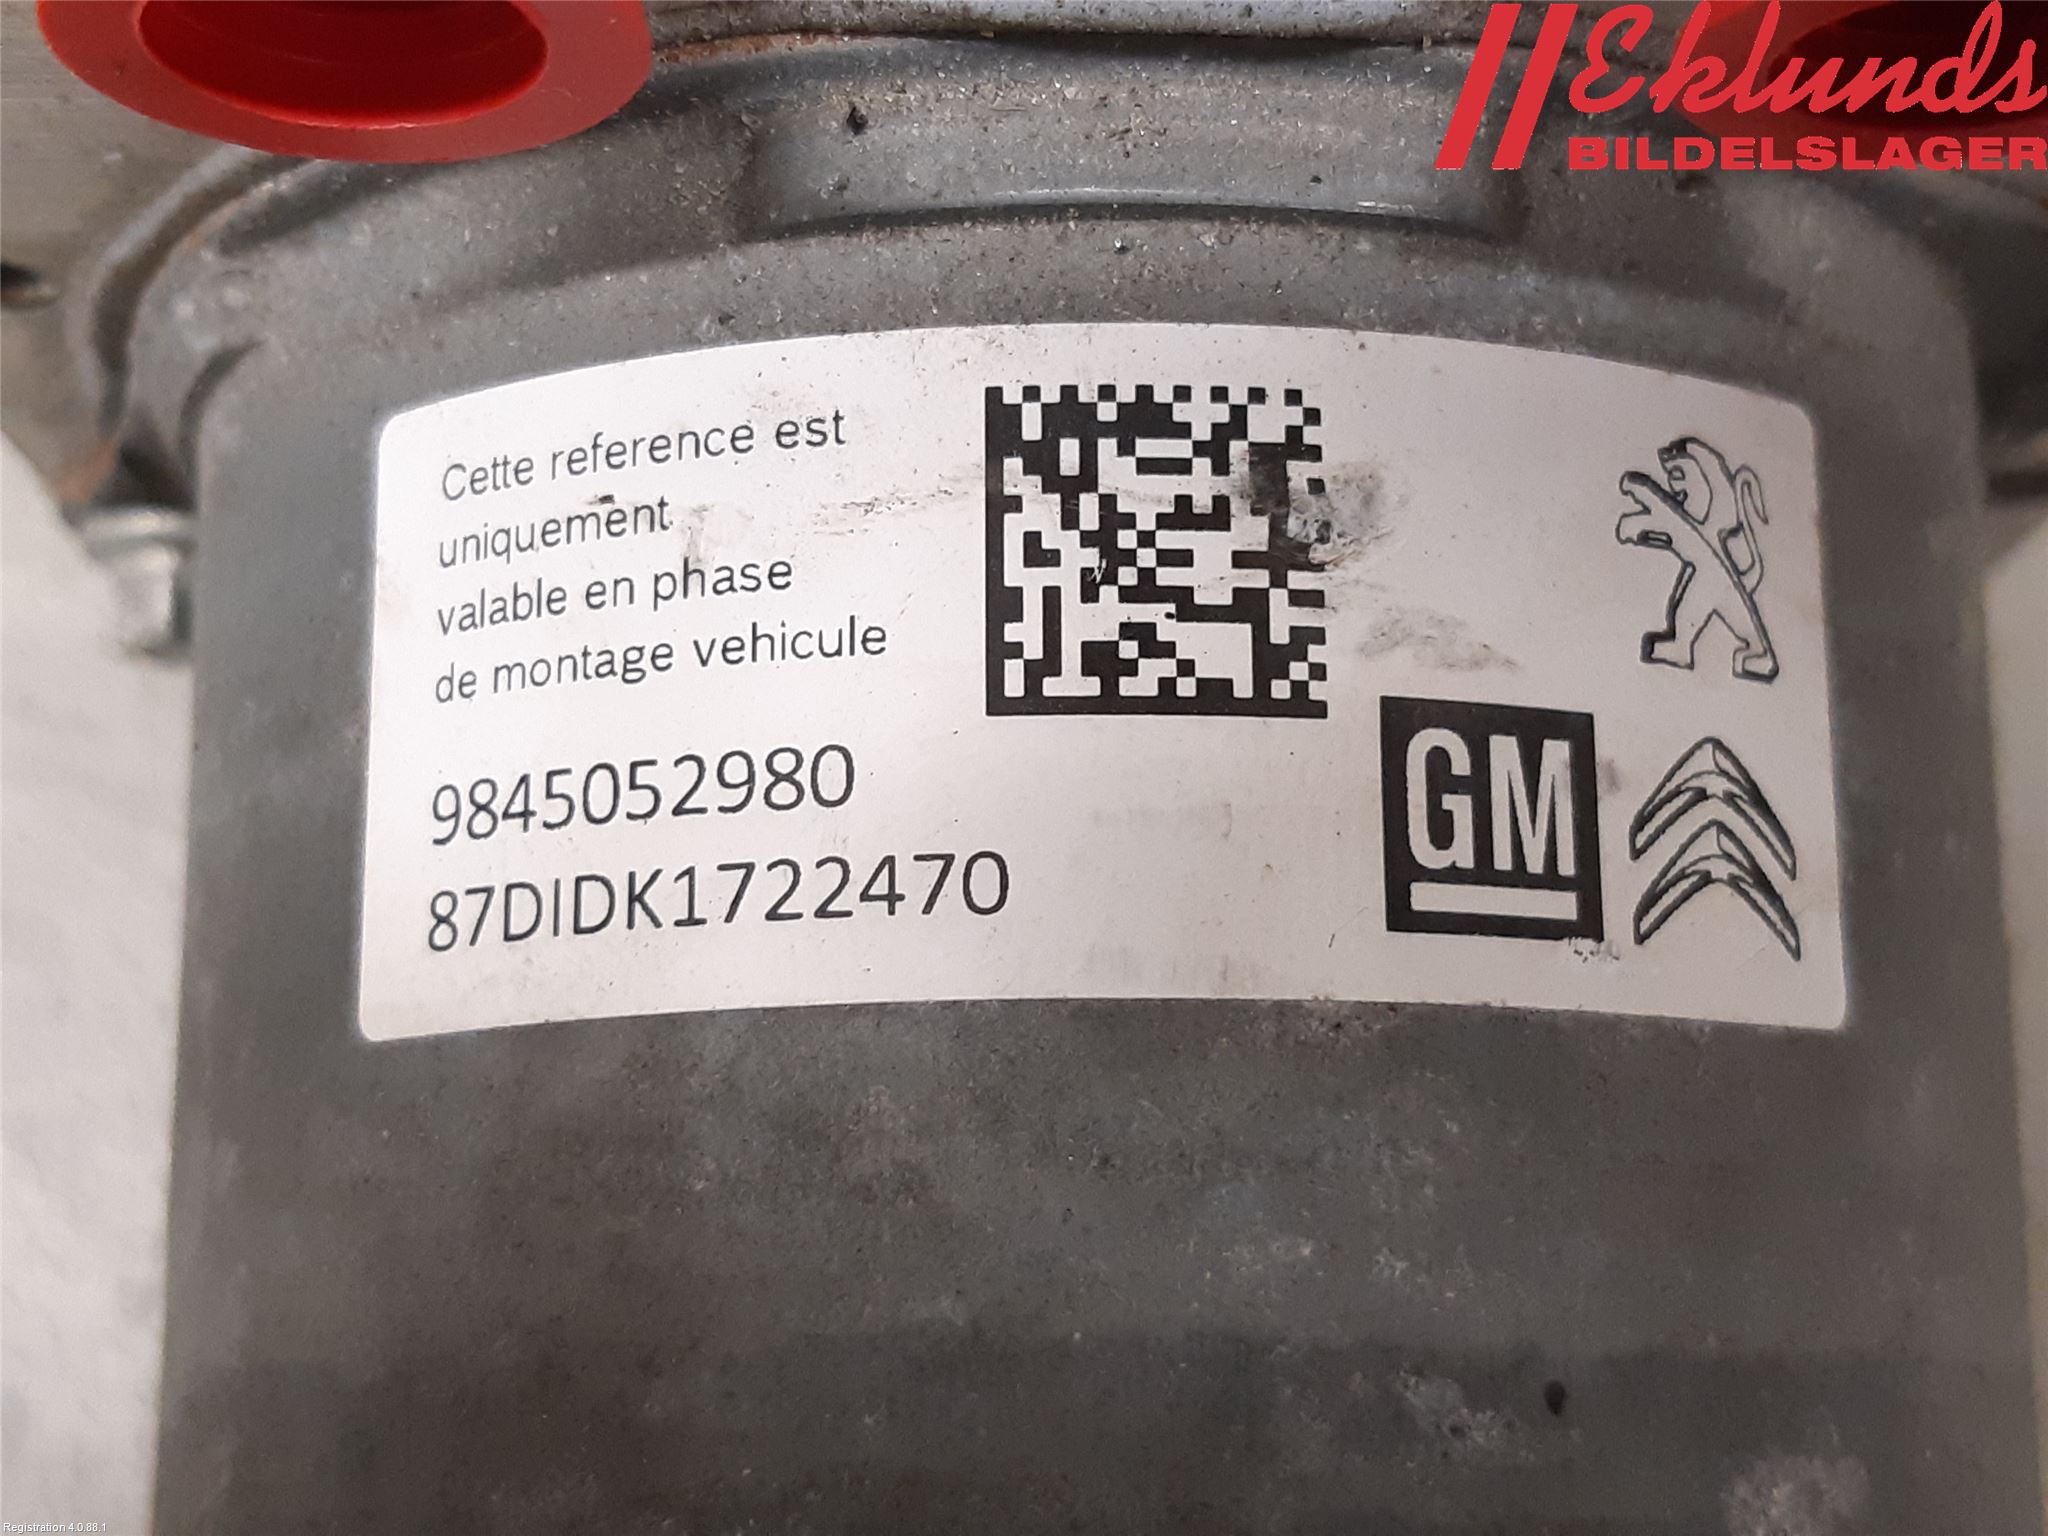 Eklunds
BILDELSLAGER
Cette reference est
uniquement
valable en phase
de montage vehicule
9845052980
87DIDK1722470
GM
Registration 4.0.88.1